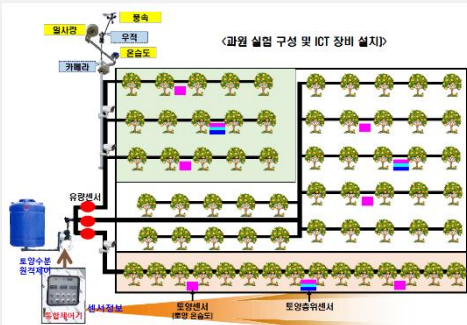 풍속
일사량
우적
온습도
카메라
<과원 실험 구성 및 ICT 장비 설치]>
유량센서
토양수분
원격제어
통합제어기
센서정보
토양센서
(토양 온습도)
토양층위센서